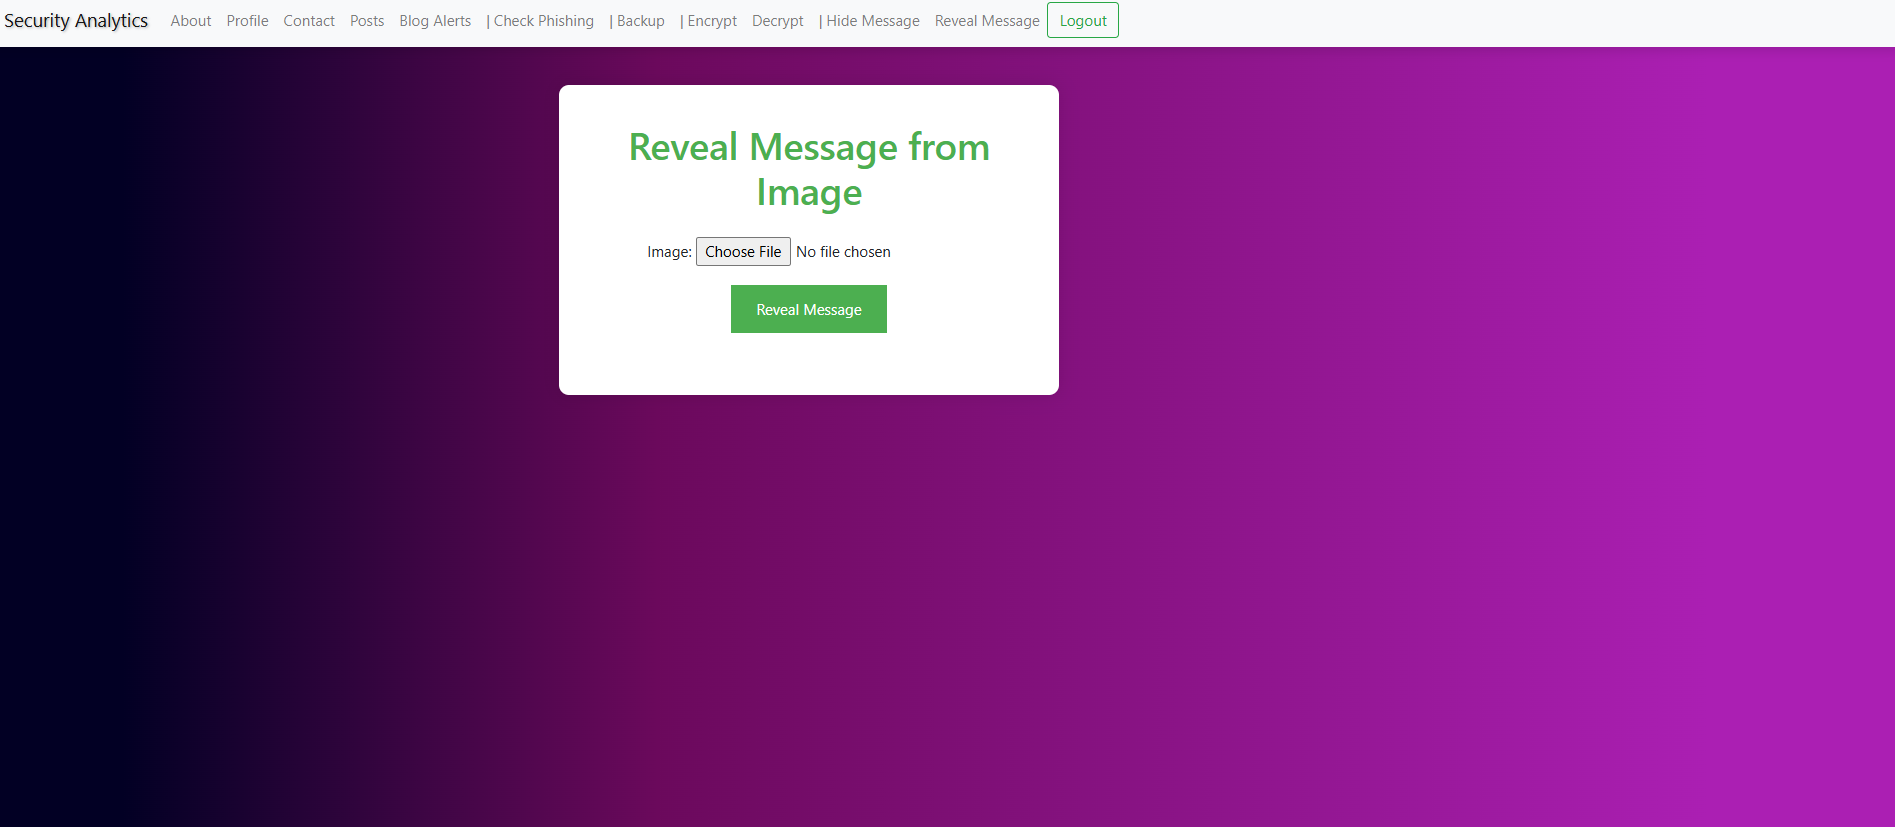 Security Analytics About Profile Contact Posts Blog Alerts | Check Phishing | Backup | Encrypt Decrypt | Hide Message Reveal Message Logout
Reveal Message from
Image
Image: Choose File No file chosen
Reveal Message